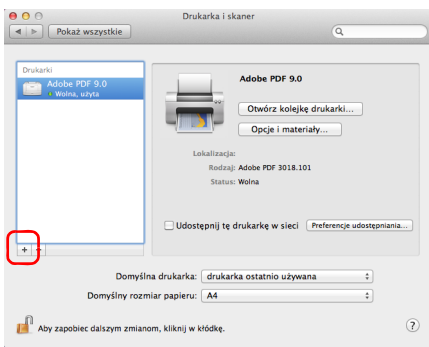 Drukarka i skaner
Pokaż wszystkie
Drukarki
Adobe PDF 9.0
Wolna, użyta
Adobe PDF 9.0
Otwórz kolejkę drukarki...
Opcje i materiały...
Lokalizacja:
Rodzaj: Adobe PDF 3018.101
Status: Wolna
Udostępnij tę drukarkę w sieci
Preferencje udostępniania...
+ −
Domyślna drukarka: drukarka ostatnio używana
Domyślny rozmiar papieru: A4
Aby zapobiec dalszym zmianom, kliknij w kłódkę.
?